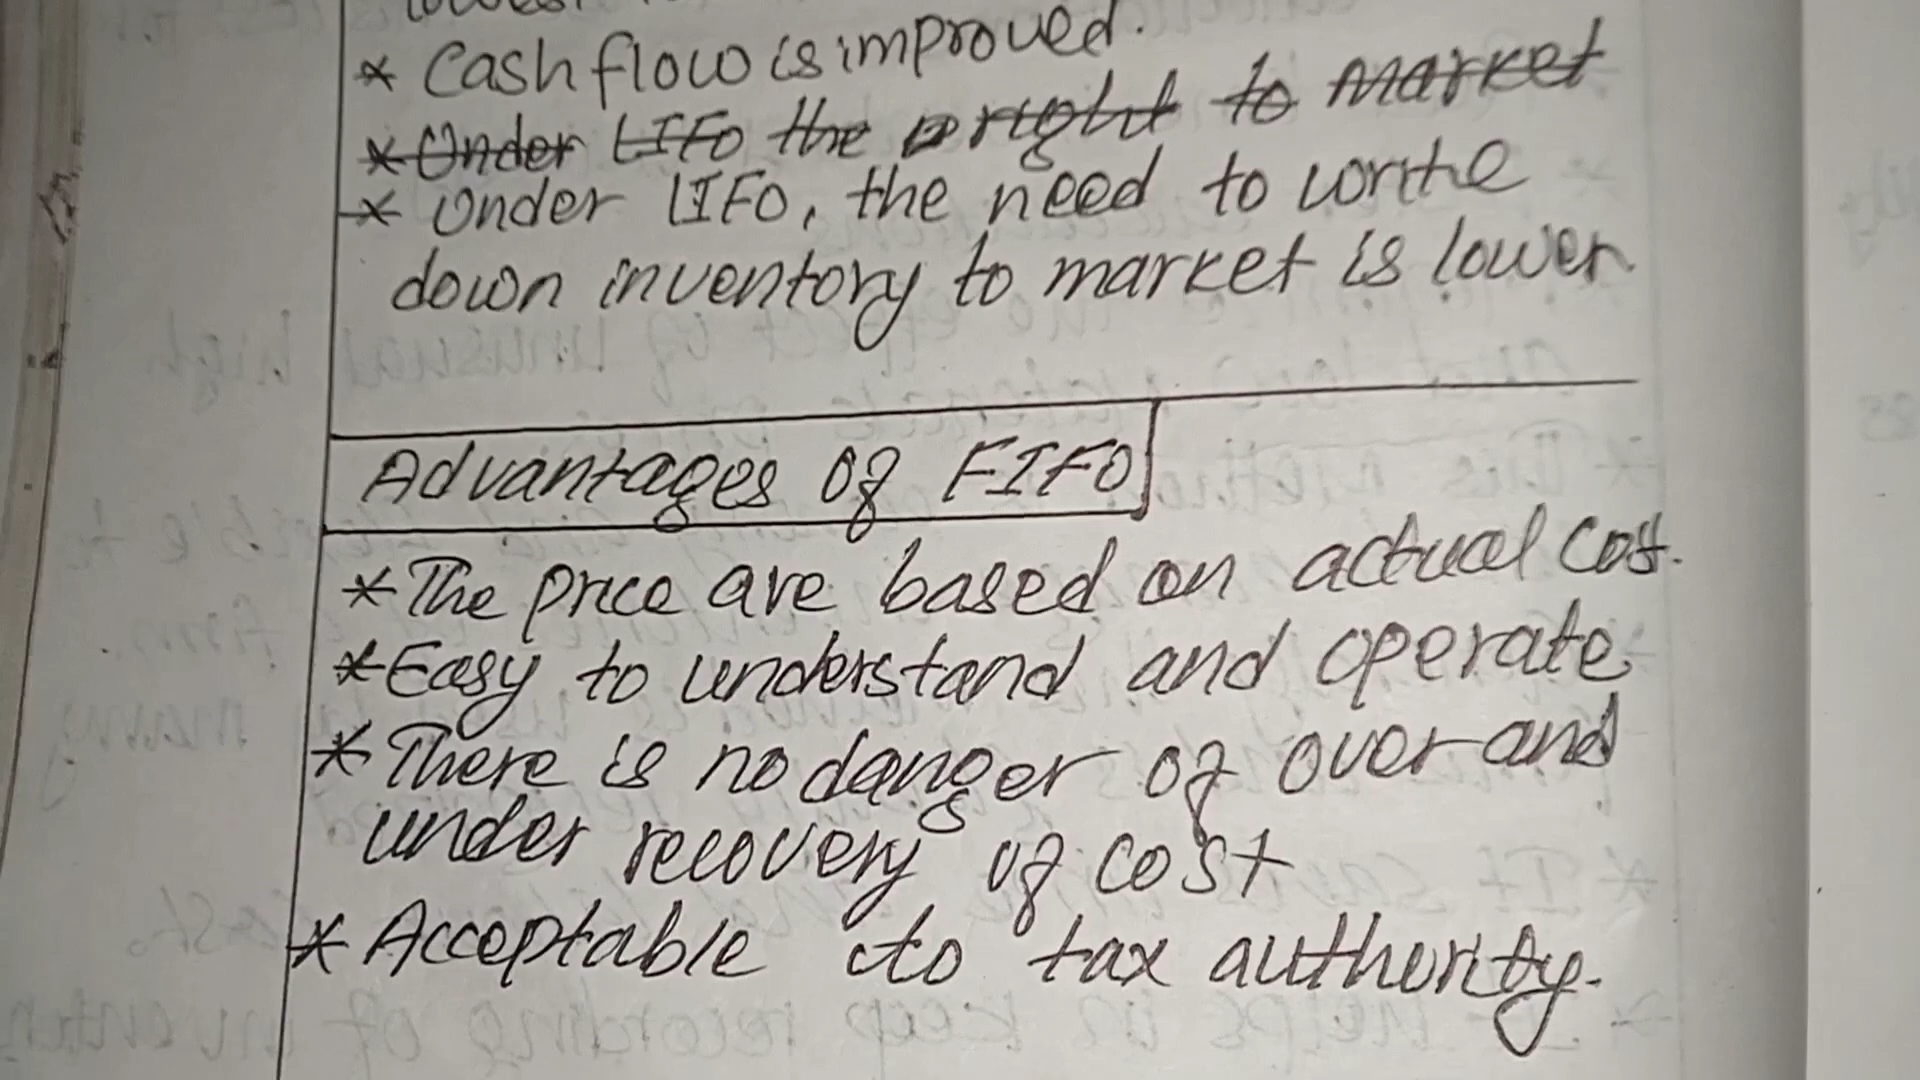 * Cash flow is improved.
* Under LIFO the right to market
* Under LIFO, the need to write
down inventory to market is lower
Advantages of FIFO
* The price are based on actual cost.
* Easy to understand and operate
* There is no danger of over and
under recovery of cost
* Acceptable to tax authority.